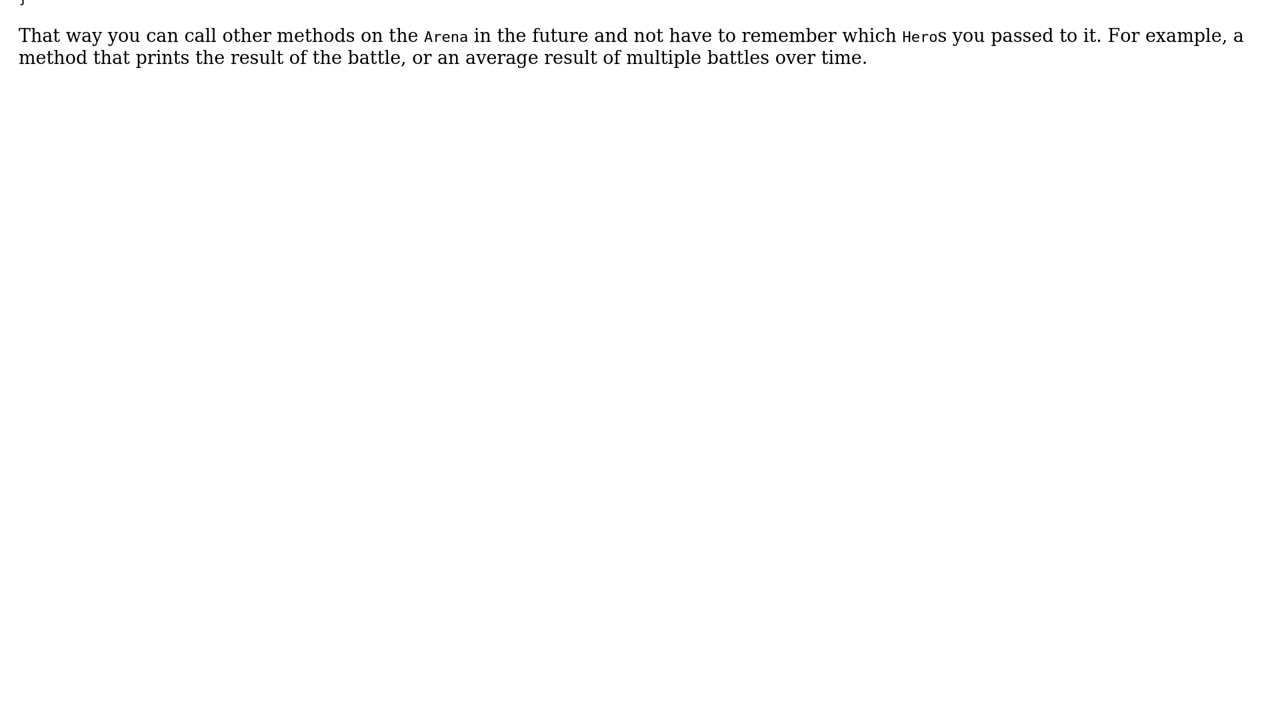 }
That way you can call other methods on the Arena in the future and not have to remember which Heros you passed to it. For example, a
method that prints the result of the battle, or an average result of multiple battles over time.